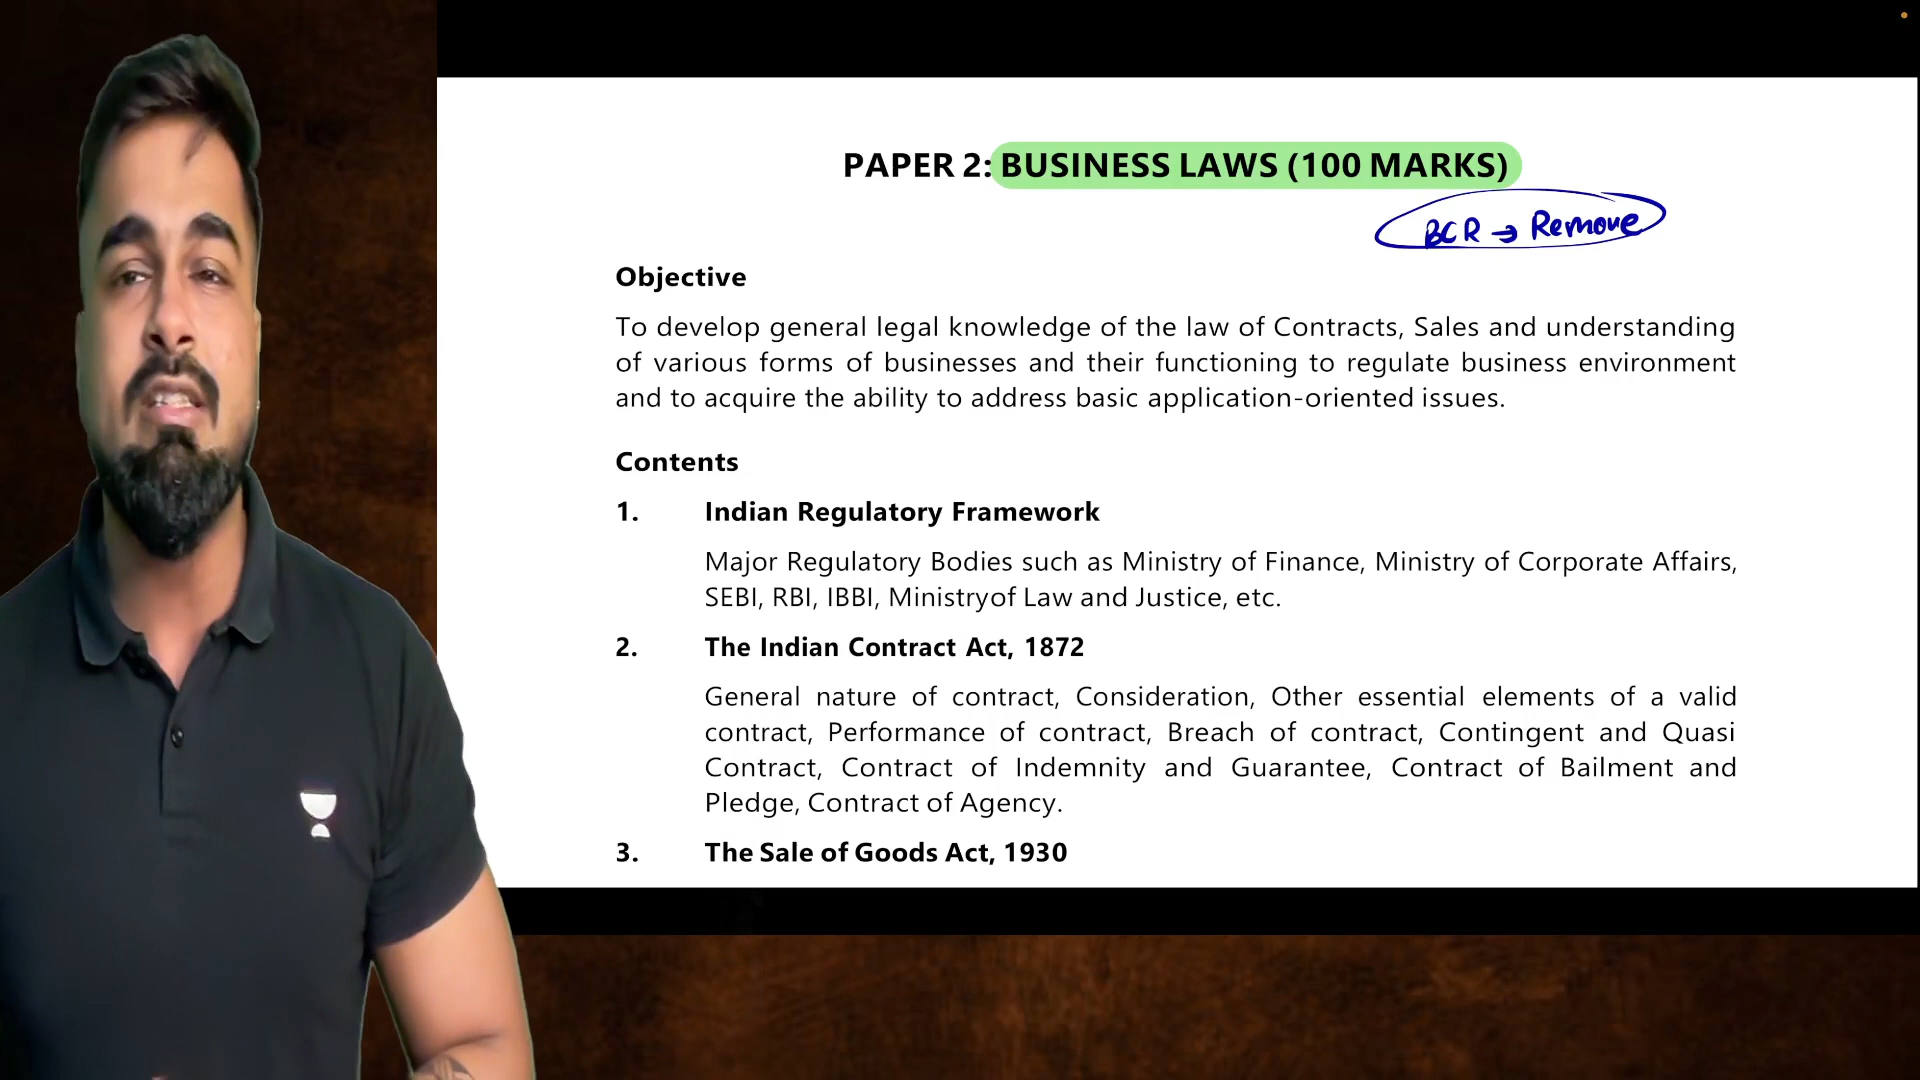 PAPER 2: BUSINESS LAWS (100 MARKS)
BCR → Remove
Objective
To develop general legal knowledge of the law of Contracts, Sales and understanding
of various forms of businesses and their functioning to regulate business environment
and to acquire the ability to address basic application-oriented issues.
Contents
1. Indian Regulatory Framework
Major Regulatory Bodies such as Ministry of Finance, Ministry of Corporate Affairs,
SEBI, RBI, IBBI, Ministryof Law and Justice, etc.
2. The Indian Contract Act, 1872
General nature of contract, Consideration, Other essential elements of a valid
contract, Performance of contract, Breach of contract, Contingent and Quasi
Contract, Contract of Indemnity and Guarantee, Contract of Bailment and
Pledge, Contract of Agency.
3. The Sale of Goods Act, 1930